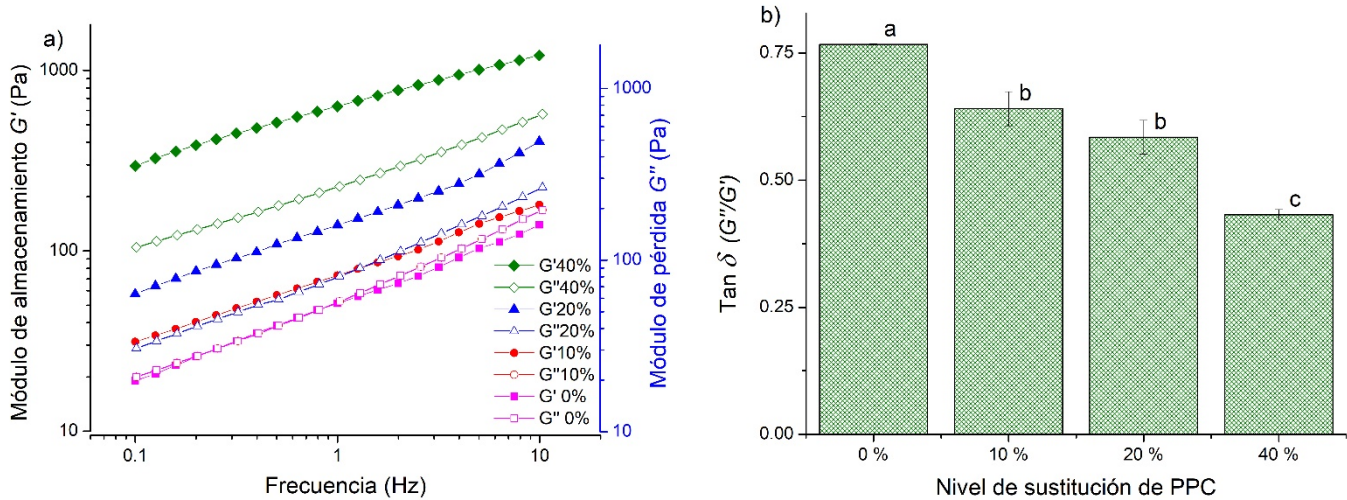 a)
Módulo de almacenamiento G' (Pa)
1000
100
10
0.1
1
10
Frecuencia (Hz)
1000
100
10
Módulo de pérdida G'' (Pa)
G'40%
G''40%
G'20%
G''20%
G'10%
G''10%
G' 0%
G'' 0%
b)
Tan δ (G''/G')
0.75
0.50
0.25
0.00
a
b
b
c
0 %
10 %
20 %
40 %
Nivel de sustitución de PPC